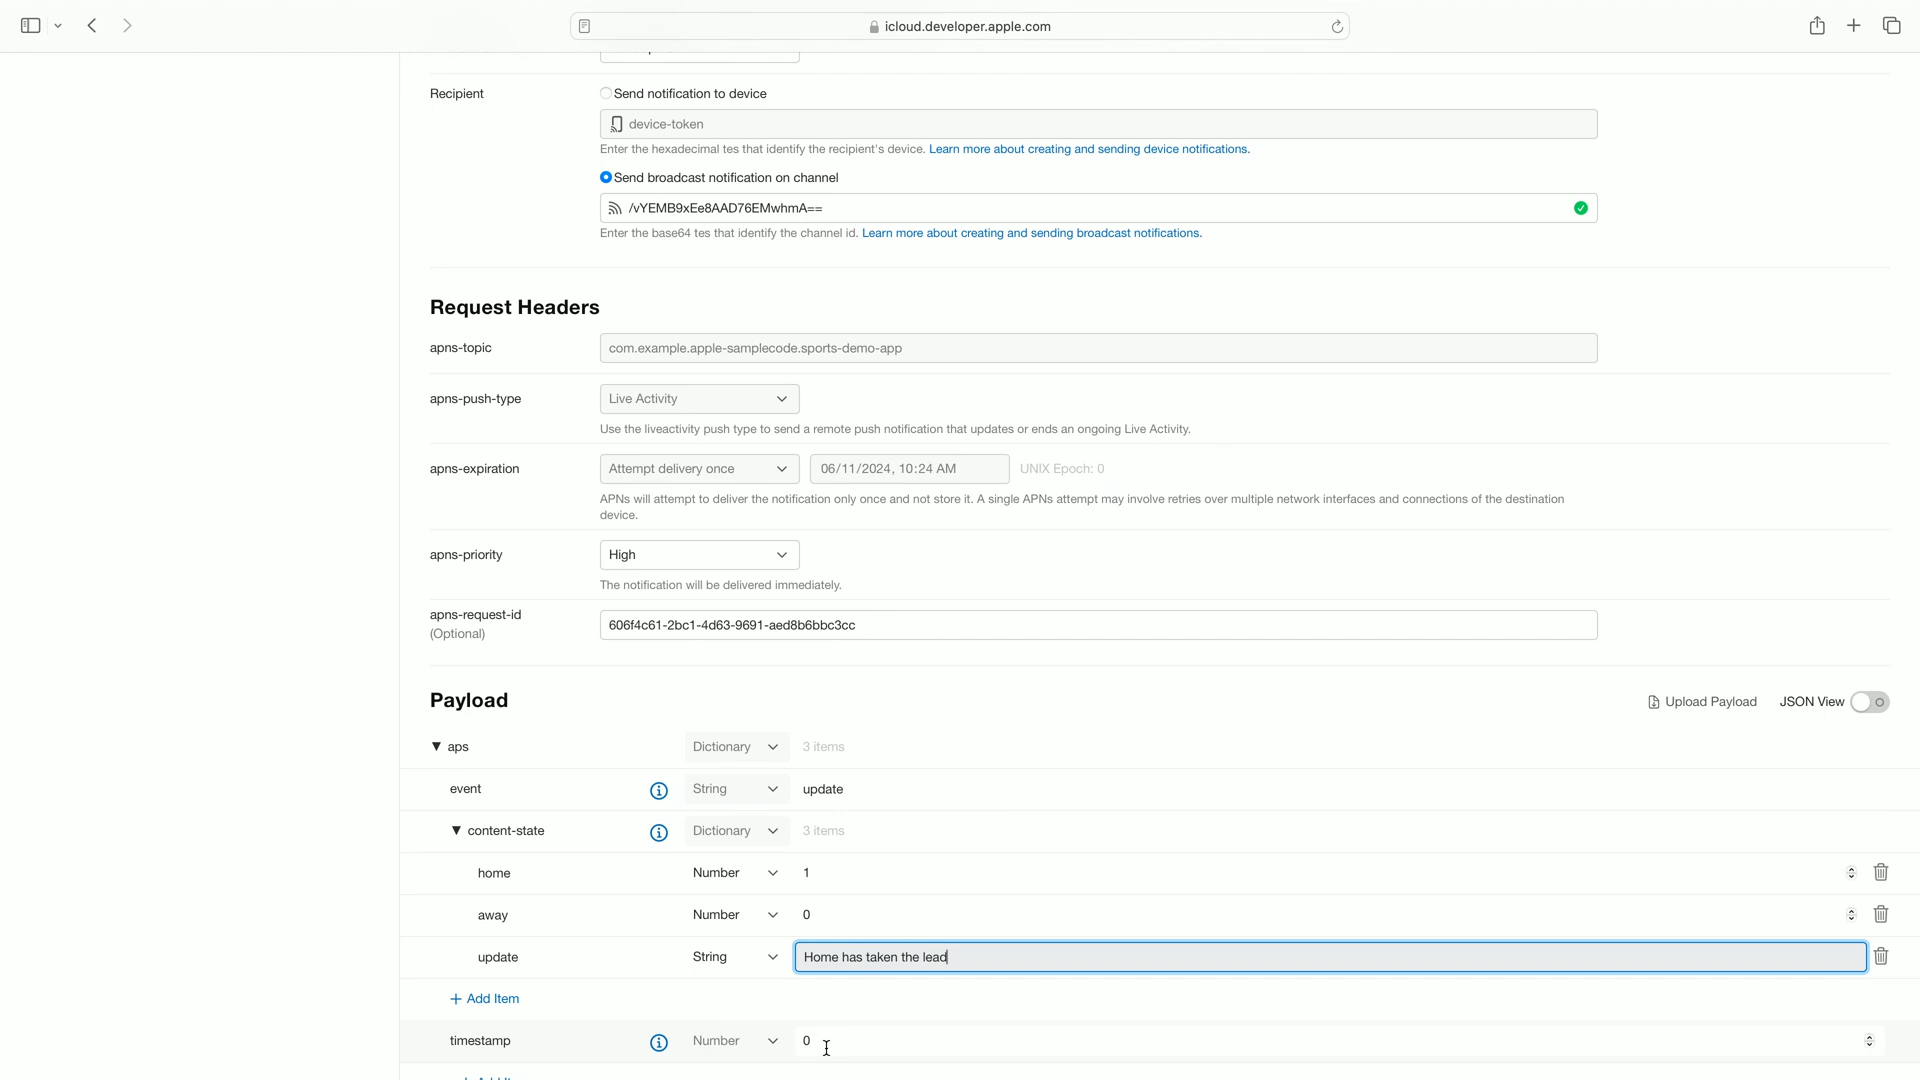 icloud.developer.apple.com
Recipient
Send notification to device
device-token
Enter the hexadecimal tes that identify the recipient's device. Learn more about creating and sending device notifications.
Send broadcast notification on channel
/vYEMB9xEe8AAD76EMwhmA==
Enter the base64 tes that identify the channel id. Learn more about creating and sending broadcast notifications.
Request Headers
apns-topic
com.example.apple-samplecode.sports-demo-app
apns-push-type
Live Activity
Use the liveactivity push type to send a remote push notification that updates or ends an ongoing Live Activity.
apns-expiration
Attempt delivery once
06/11/2024, 10:24 AM
UNIX Epoch: 0
APNs will attempt to deliver the notification only once and not store it. A single APNs attempt may involve retries over multiple network interfaces and connections of the destination
device.
apns-priority
High
The notification will be delivered immediately.
apns-request-id
(Optional)
606f4c61-2bc1-4d63-9691-aed8b6bbc3cc
Payload
Upload Payload
JSON View
aps Dictionary 3 items
event String update
content-state Dictionary 3 items
home Number 1
away Number 0
update String Home has taken the lead
+ Add Item
timestamp Number 0